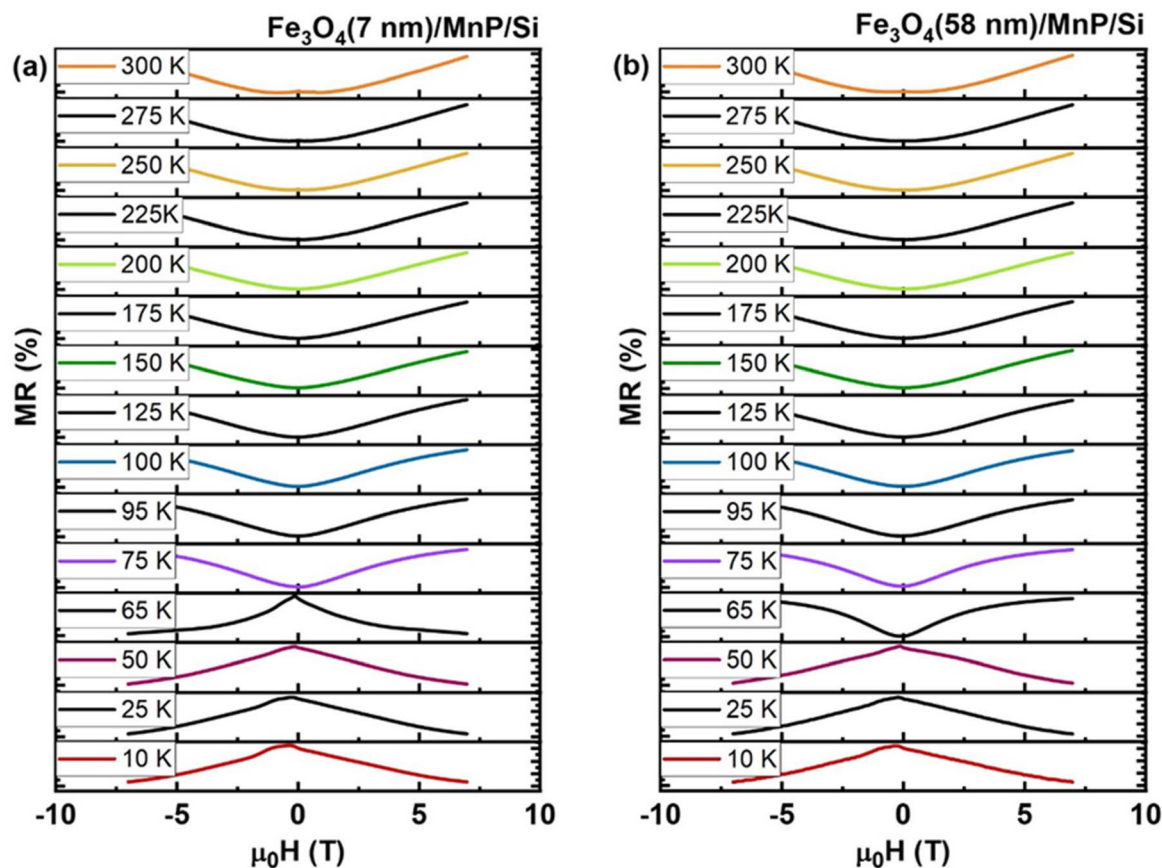 Fe₃O₄(7 nm)/MnP/Si
(a)
300 K
275 K
250 K
225K
200 K
175 K
150 K
125 K
100 K
95 K
75 K
65 K
50 K
25 K
10 K
MR (%)
-10 -5 0 5 10
μ₀H (T)
Fe₃O₄(58 nm)/MnP/Si
(b)
300 K
275 K
250 K
225K
200 K
175 K
150 K
125 K
100 K
95 K
75 K
65 K
50 K
25 K
10 K
MR (%)
-10 -5 0 5 10
μ₀H (T)